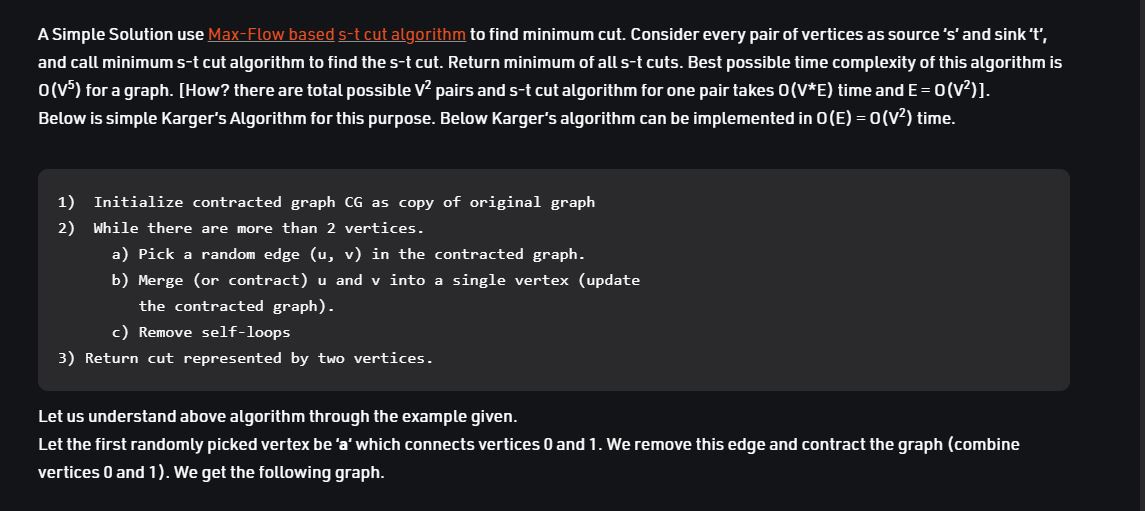 A Simple Solution use Max-Flow based s-t cut algorithm to find minimum cut. Consider every pair of vertices as source ‘s’ and sink ‘t’,
and call minimum s-t cut algorithm to find the s-t cut. Return minimum of all s-t cuts. Best possible time complexity of this algorithm is
O(V⁵) for a graph. [How? there are total possible V² pairs and s-t cut algorithm for one pair takes O(V*E) time and E = O(V²)].
Below is simple Karger’s Algorithm for this purpose. Below Karger’s algorithm can be implemented in O(E) = O(V²) time.
1)  Initialize contracted graph CG as copy of original graph
2)  While there are more than 2 vertices.
a) Pick a random edge (u, v) in the contracted graph.
b) Merge (or contract) u and v into a single vertex (update
the contracted graph).
c) Remove self-loops
3) Return cut represented by two vertices.
Let us understand above algorithm through the example given.
Let the first randomly picked vertex be ‘a’ which connects vertices 0 and 1. We remove this edge and contract the graph (combine
vertices 0 and 1). We get the following graph.